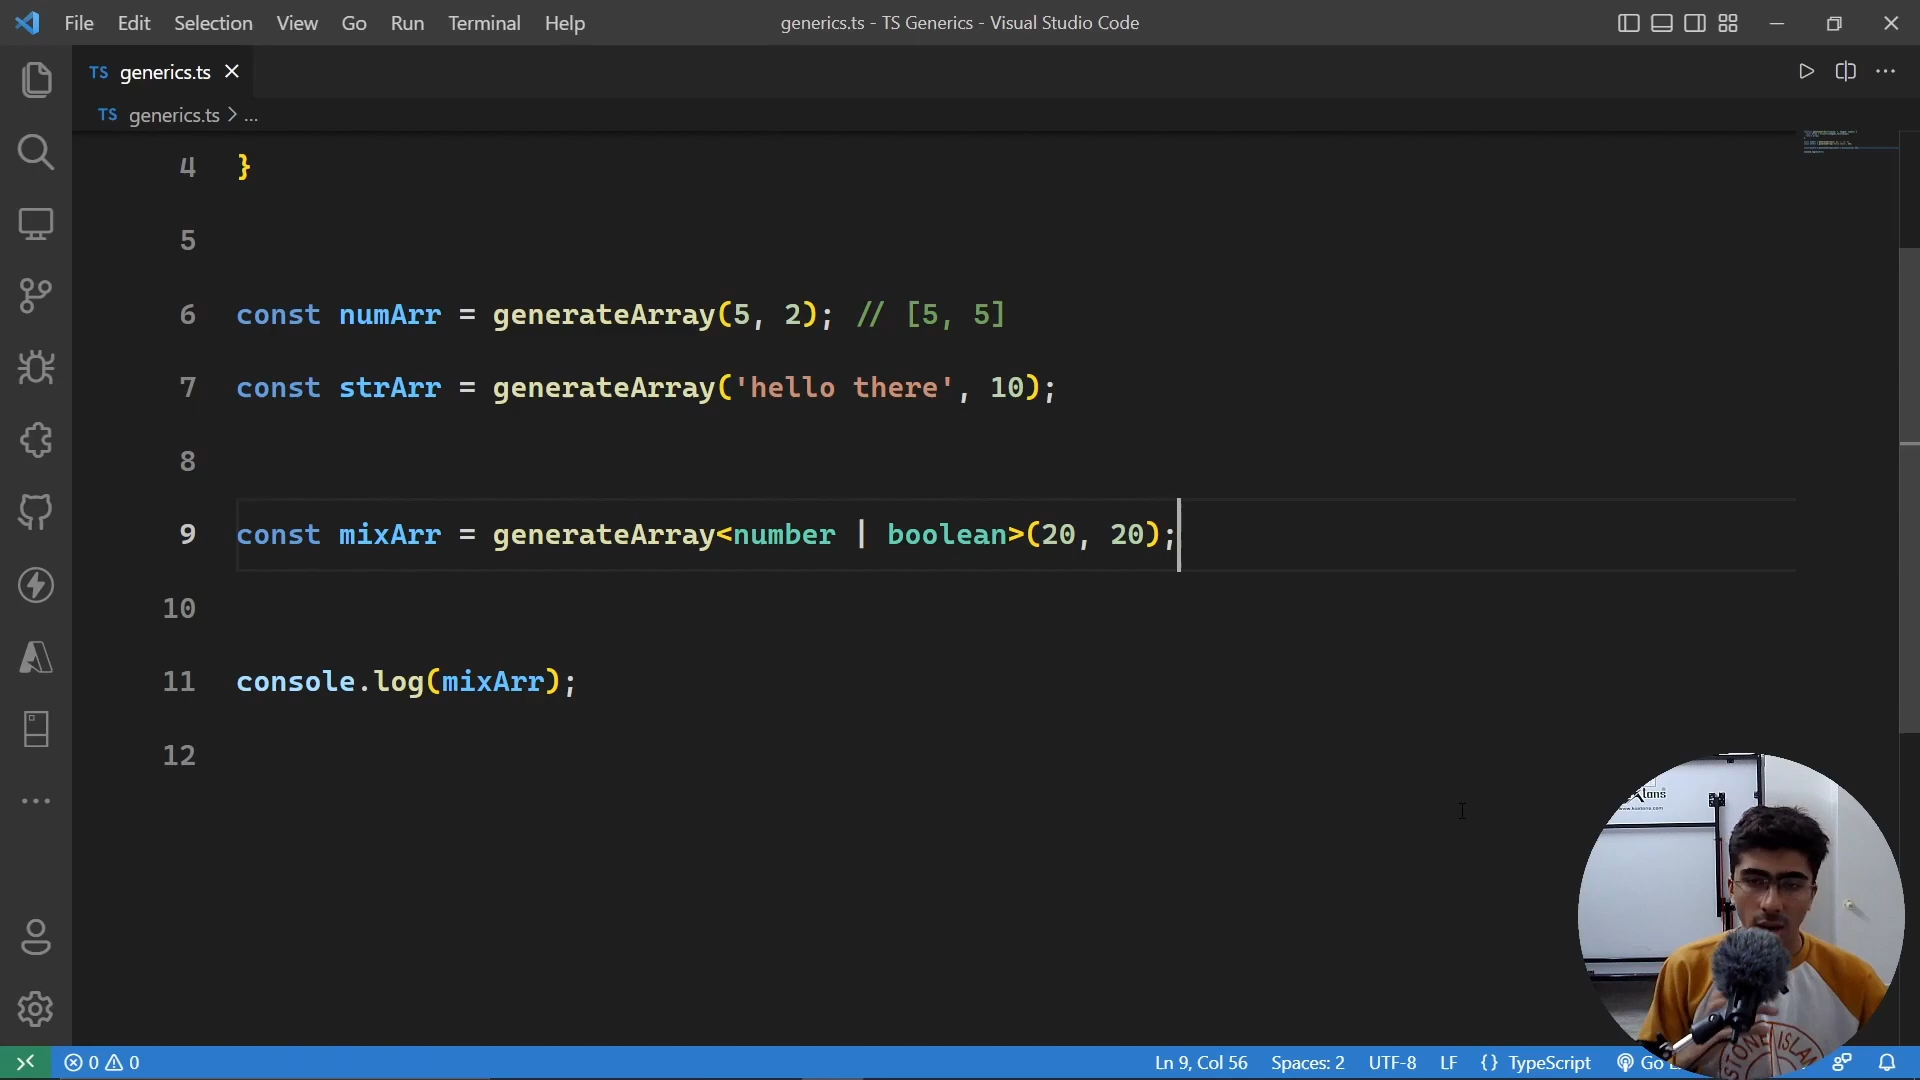 File Edit Selection View Go Run Terminal Help
generics.ts - TS Generics - Visual Studio Code
TS generics.ts
TS generics.ts > ...
4 }
5
6 const numArr = generateArray(5, 2); // [5, 5]
7 const strArr = generateArray('hello there', 10);
8
9 const mixArr = generateArray<number | boolean>(20, 20);
10
11 console.log(mixArr);
12
0 0
Ln 9, Col 56 Spaces: 2 UTF-8 LF {} TypeScript Go